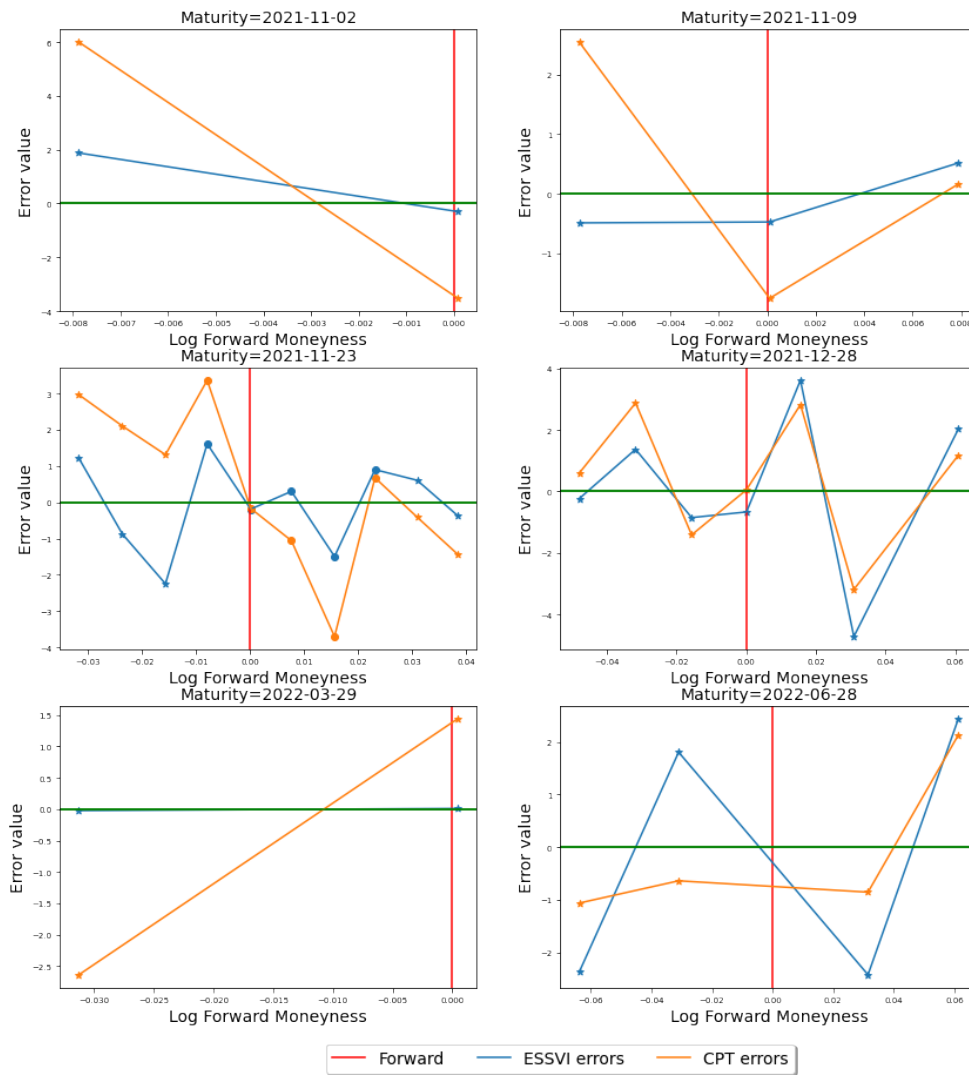 Maturity=2021-11-02
Error value
6
4
2
0
−2
−4
−0.008 −0.007 −0.006 −0.005 −0.004 −0.003 −0.002 −0.001 0.000
Log Forward Moneyness
Maturity=2021-11-09
Error value
2
1
0
−1
−0.008 −0.006 −0.004 −0.002 0.000 0.002 0.004 0.006 0.008
Log Forward Moneyness
Maturity=2021-11-23
Error value
3
2
1
0
−1
−2
−3
−4
−0.03 −0.02 −0.01 0.00 0.01 0.02 0.03 0.04
Log Forward Moneyness
Maturity=2021-12-28
Error value
4
2
0
−2
−4
−0.04 −0.02 0.00 0.02 0.04 0.06
Log Forward Moneyness
Maturity=2022-03-29
Error value
1.5
1.0
0.5
0.0
−0.5
−1.0
−1.5
−2.0
−2.5
−0.030 −0.025 −0.020 −0.015 −0.010 −0.005 0.000
Log Forward Moneyness
Maturity=2022-06-28
Error value
2
1
0
−1
−2
−0.06 −0.04 −0.02 0.00 0.02 0.04 0.06
Log Forward Moneyness
Forward ESSVI errors CPT errors